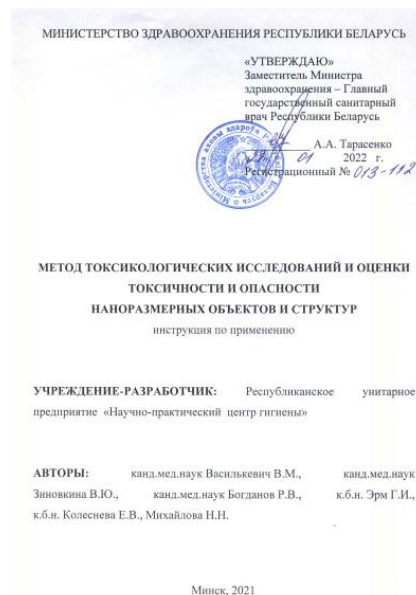 МИНИСТЕРСТВО ЗДРАВООХРАНЕНИЯ РЕСПУБЛИКИ БЕЛАРУСЬ
«УТВЕРЖДАЮ»
Заместитель Министра
здравоохранения – Главный
государственный санитарный
врач Республики Беларусь
А.А. Тарасенко
01 2022 г.
Регистрационный № 013-112
МЕТОД ТОКСИКОЛОГИЧЕСКИХ ИССЛЕДОВАНИЙ И ОЦЕНКИ
ТОКСИЧНОСТИ И ОПАСНОСТИ
НАНОРАЗМЕРНЫХ ОБЪЕКТОВ И СТРУКТУР
инструкция по применению
УЧРЕЖДЕНИЕ-РАЗРАБОТЧИК: Республиканское унитарное
предприятие «Научно-практический центр гигиены»
АВТОРЫ: канд.мед.наук Василькевич В.М., канд.мед.наук
Зиновкина В.Ю., канд.мед.наук Богданов Р.В., к.б.н. Эрм Г.И.,
к.б.н. Колеснева Е.В., Михайлова Н.Н.
Минск, 2021